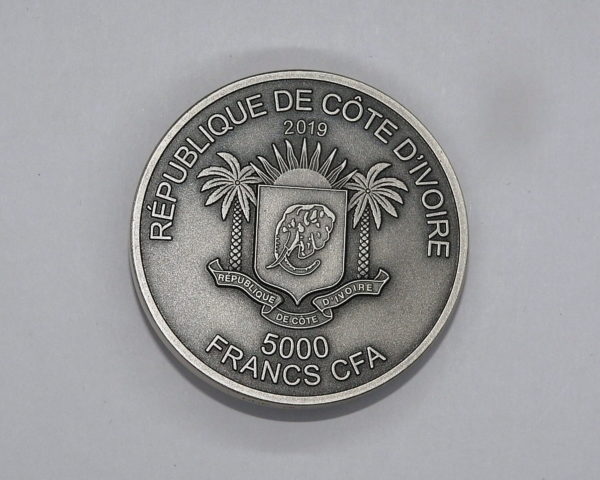 RÉPUBLIQUE DE CÔTE D'IVOIRE
2019
RÉPUBLIQUE
DE CÔTE
D'IVOIRE
5000
FRANCS CFA